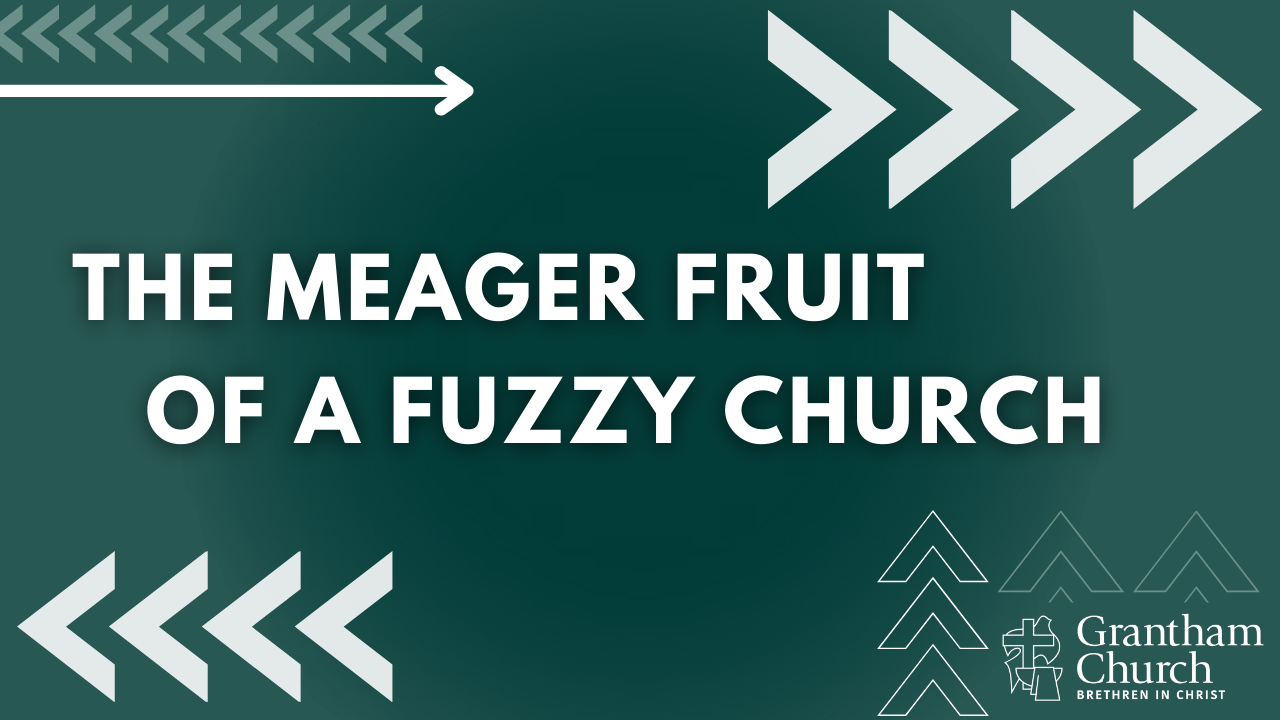 THE MEAGER FRUIT
OF A FUZZY CHURCH
Grantham
Church
BRETHREN IN CHRIST